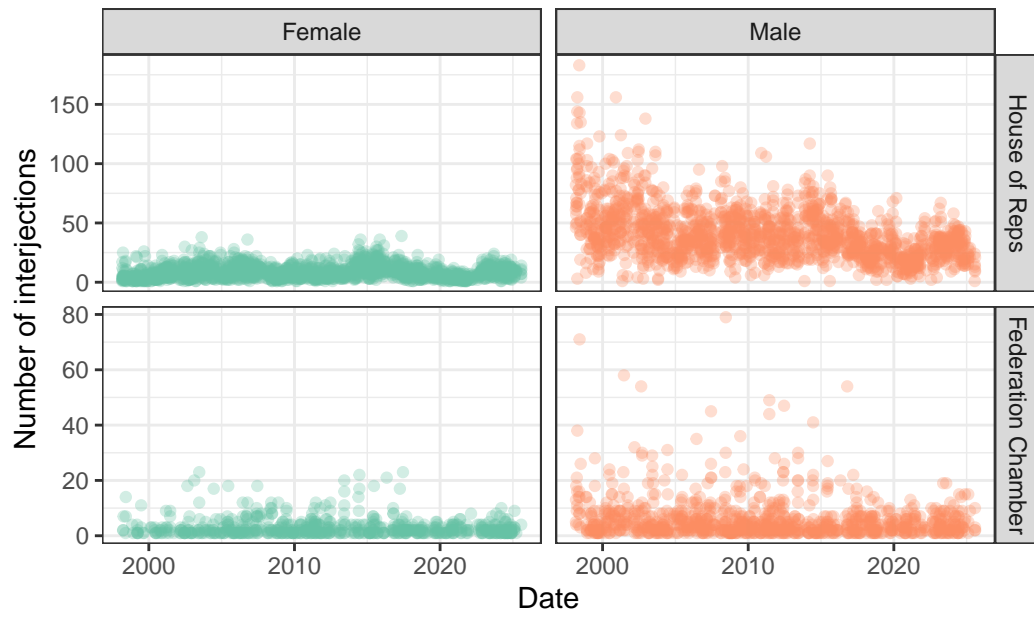 Female
Male
House of Reps
150
100
50
0
Federation Chamber
80
60
40
20
0
Number of interjections
2000
2010
2020
2000
2010
2020
Date